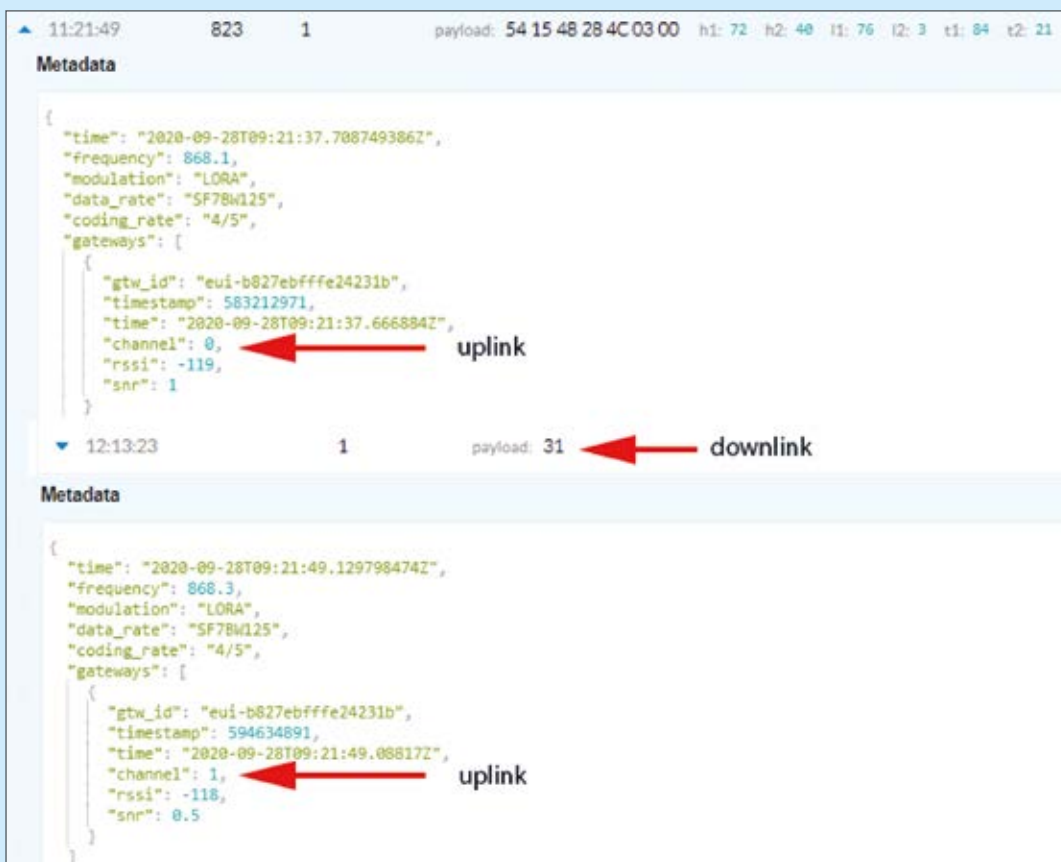 11:21:49 823 1 payload: 54 15 48 28 4C 03 00 h1: 72 h2: 40 l1: 76 l2: 3 t1: 84 t2: 21
Metadata
{
"time": "2020-09-28T09:21:37.708749386Z",
"frequency": 868.1,
"modulation": "LORA",
"data_rate": "SF7BW125",
"coding_rate": "4/5",
"gateways": [
{
"gtw_id": "eui-b827ebfffe24231b",
"timestamp": 583212971,
"time": "2020-09-28T09:21:37.666884Z",
"channel": 0, uplink
"rssi": -119,
"snr": 1
}
12:13:23 1 payload: 31 downlink
Metadata
{
"time": "2020-09-28T09:21:49.129798474Z",
"frequency": 868.3,
"modulation": "LORA",
"data_rate": "SF7BW125",
"coding_rate": "4/5",
"gateways": [
{
"gtw_id": "eui-b827ebfffe24231b",
"timestamp": 594634891,
"time": "2020-09-28T09:21:49.08817Z",
"channel": 1, uplink
"rssi": -118,
"snr": 0.5
}
]